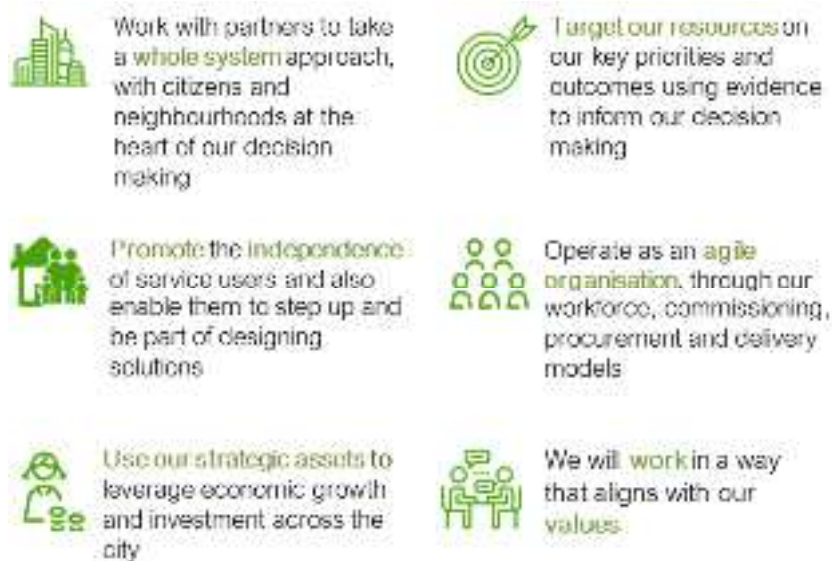 Work with partners to take
a whole system approach,
with citizens and
neighbourhoods at the
heart of our decision
making
Target our resources on
our key priorities and
outcomes using evidence
to inform our decision
making
Promote the independence
of service users and also
enable them to step up and
be part of designing
solutions
Operate as an agile
organisation, through our
workforce, commissioning,
procurement and delivery
models
Use our strategic assets to
leverage economic growth
and investment across the
city
We will work in a way
that aligns with our
values